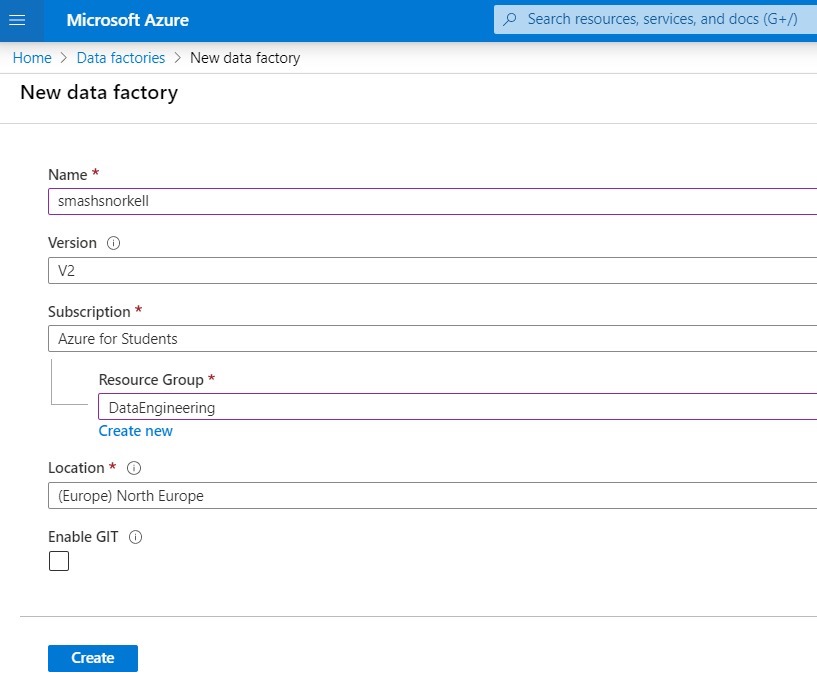 Microsoft Azure
Search resources, services, and docs (G+/)
Home > Data factories > New data factory
New data factory
Name *
smashsnorkell
Version
V2
Subscription *
Azure for Students
Resource Group *
DataEngineering
Create new
Location *
(Europe) North Europe
Enable GIT
Create